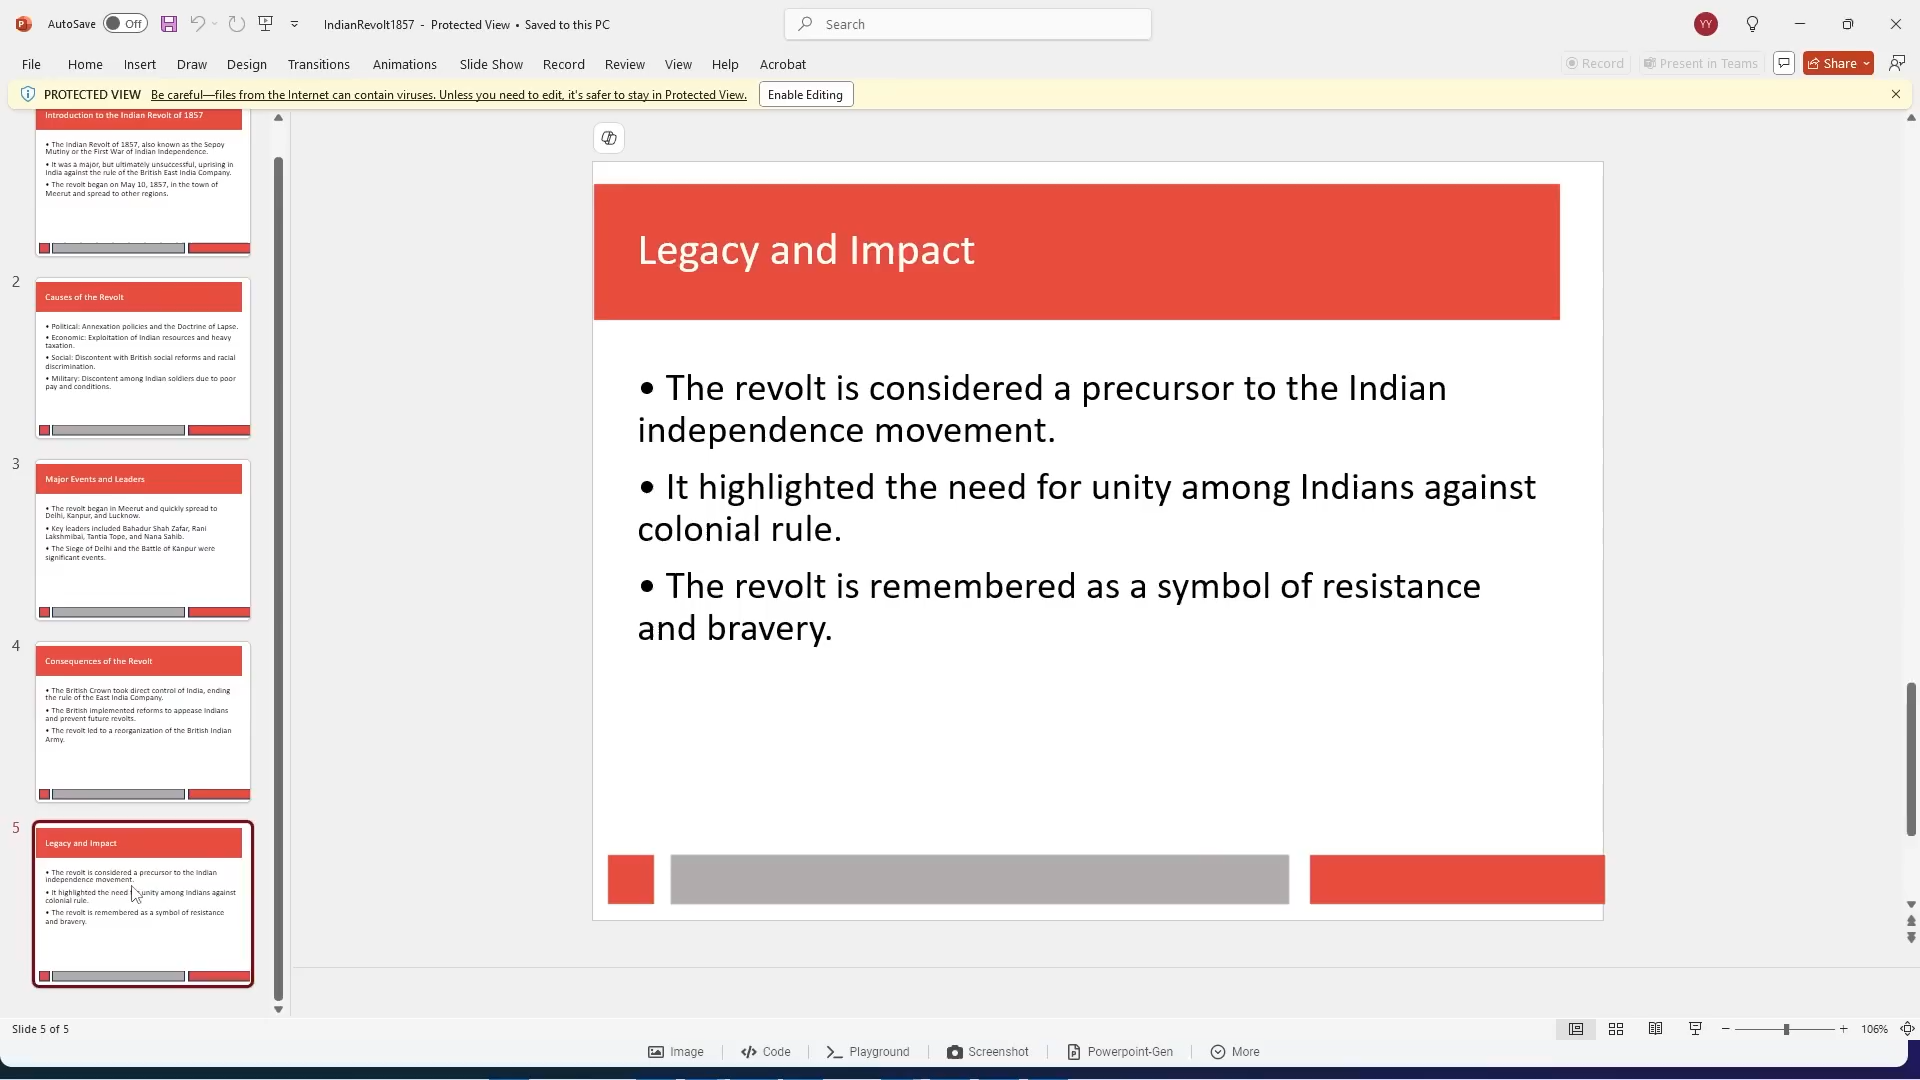 AutoSave Off IndianRevolt1857 - Protected View • Saved to this PC Search YY
File Home Insert Draw Design Transitions Animations Slide Show Record Review View Help Acrobat Record Present in Teams Share
PROTECTED VIEW Be careful—files from the Internet can contain viruses. Unless you need to edit, it's safer to stay in Protected View. Enable Editing
Introduction to the Indian Revolt of 1857
• The Indian Revolt of 1857, also known as the Sepoy
Mutiny or the First War of Indian Independence.
• It was a major, but ultimately unsuccessful, uprising in
India against the rule of the British East India Company.
• The revolt began on May 10, 1857, in the town of
Meerut and spread to other regions.
2
Causes of the Revolt
• Political: Annexation policies and the Doctrine of Lapse.
• Economic: Exploitation of Indian resources and heavy
taxation.
• Social: Discontent with British social reforms and racial
discrimination.
• Military: Discontent among Indian soldiers due to poor
pay and conditions.
3
Major Events and Leaders
• The revolt began in Meerut and quickly spread to
Delhi, Kanpur, and Lucknow.
• Key leaders included Bahadur Shah Zafar, Rani
Lakshmibai, Tantia Tope, and Nana Sahib.
• The Siege of Delhi and the Battle of Kanpur were
significant events.
4
Consequences of the Revolt
• The British Crown took direct control of India, ending
the rule of the East India Company.
• The British implemented reforms to appease Indians
and prevent future revolts.
• The revolt led to a reorganization of the British Indian
Army.
5
Legacy and Impact
• The revolt is considered a precursor to the Indian
independence movement.
• It highlighted the need for unity among Indians against
colonial rule.
• The revolt is remembered as a symbol of resistance
and bravery.
Legacy and Impact
• The revolt is considered a precursor to the Indian
independence movement.
• It highlighted the need for unity among Indians against
colonial rule.
• The revolt is remembered as a symbol of resistance
and bravery.
Slide 5 of 5 106%
Image Code Playground Screenshot Powerpoint-Gen More